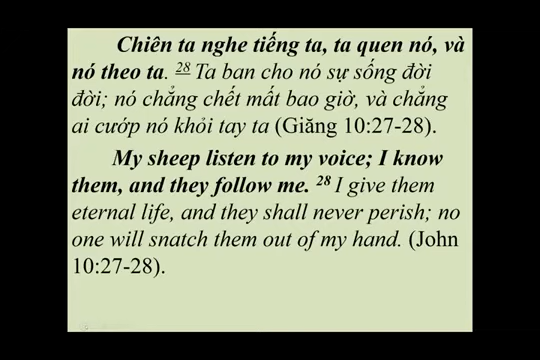 Chiên ta nghe tiếng ta, ta quen nó, và
nó theo ta. 28 Ta ban cho nó sự sống đời
đời; nó chẳng chết mất bao giờ, và chẳng
ai cướp nó khỏi tay ta (Giăng 10:27-28).
My sheep listen to my voice; I know
them, and they follow me. 28 I give them
eternal life, and they shall never perish; no
one will snatch them out of my hand. (John
10:27-28).